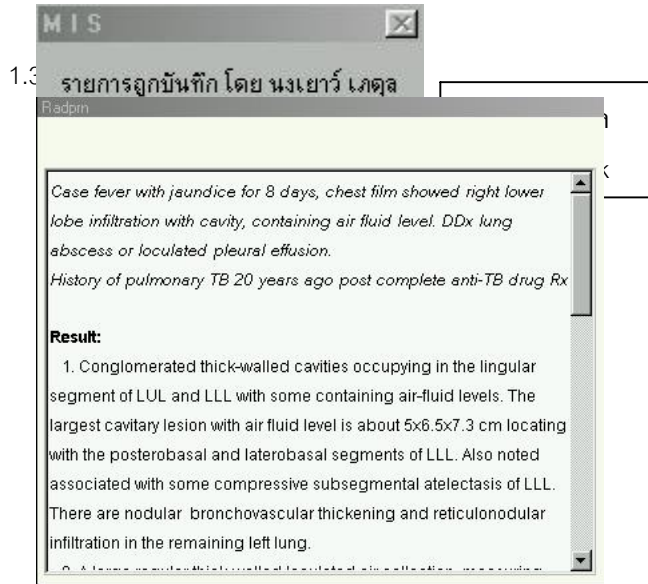 MIS
1.3
รายการถูกบันทึก โดย นงเยาว์ เภตุล
Radprn
k
Case fever with jaundice for 8 days, chest film showed right lower
lobe infiltration with cavity, containing air fluid level. DDx lung
abscess or loculated pleural effusion.
History of pulmonary TB 20 years ago post complete anti-TB drug Rx
Result:
1. Conglomerated thick-walled cavities occupying in the lingular
segment of LUL and LLL with some containing air-fluid levels. The
largest cavitary lesion with air fluid level is about 5x6.5x7.3 cm locating
with the posterobasal and laterobasal segments of LLL. Also noted
associated with some compressive subsegmental atelectasis of LLL.
There are nodular bronchovascular thickening and reticulonodular
infiltration in the remaining left lung.